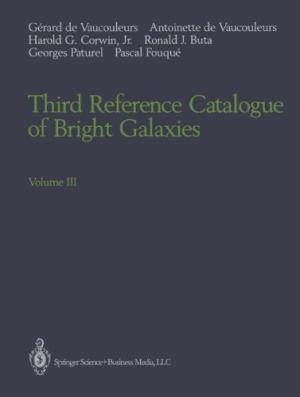 Gérard de Vaucouleurs Antoinette de Vaucouleurs
Harold G. Corwin, Jr. Ronald J. Buta
Georges Paturel Pascal Fouqué
Third Reference Catalogue
of Bright Galaxies
Volume III
Springer Science+Business Media, LLC